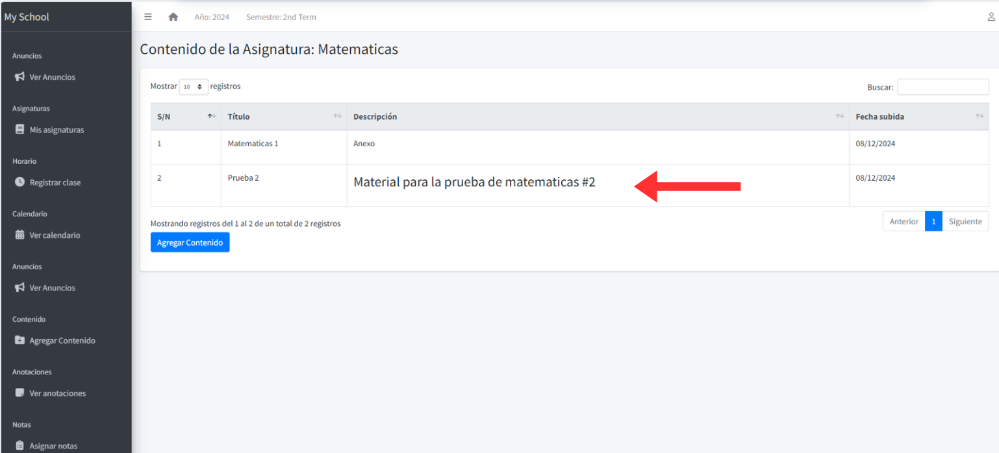 My School
Año: 2024 Semestre: 2nd Term
Anuncios
Ver Anuncios
Asignaturas
Mis asignaturas
Horario
Registrar clase
Calendario
Ver calendario
Anuncios
Ver Anuncios
Contenido
Agregar Contenido
Anotaciones
Ver anotaciones
Notas
Asignar notas
Contenido de la Asignatura: Matematicas
Mostrar 10 registros Buscar:
S/N Título Descripción Fecha subida
1 Matematicas 1 Anexo 08/12/2024
2 Prueba 2 Material para la prueba de matematicas #2 08/12/2024
Mostrando registros del 1 al 2 de un total de 2 registros
Anterior 1 Siguiente
Agregar Contenido